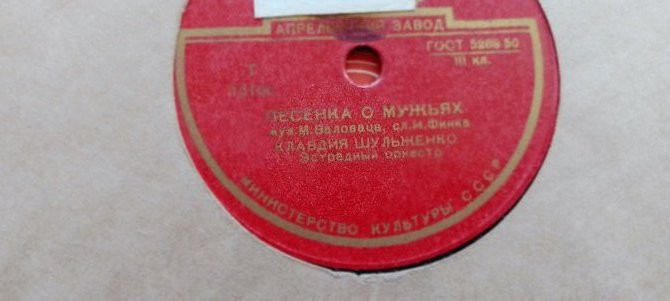 АПРЕЛЕВСКИЙ ЗАВОД
ГОСТ 5289-50
III кл.
Т
ПЕСЕНКА О МУЖЬЯХ
муз. М. Валоваца, сл. И. Финка
КЛАВДИЯ ШУЛЬЖЕНКО
Эстрадный оркестр
МИНИСТЕРСТВО КУЛЬТУРЫ СССР